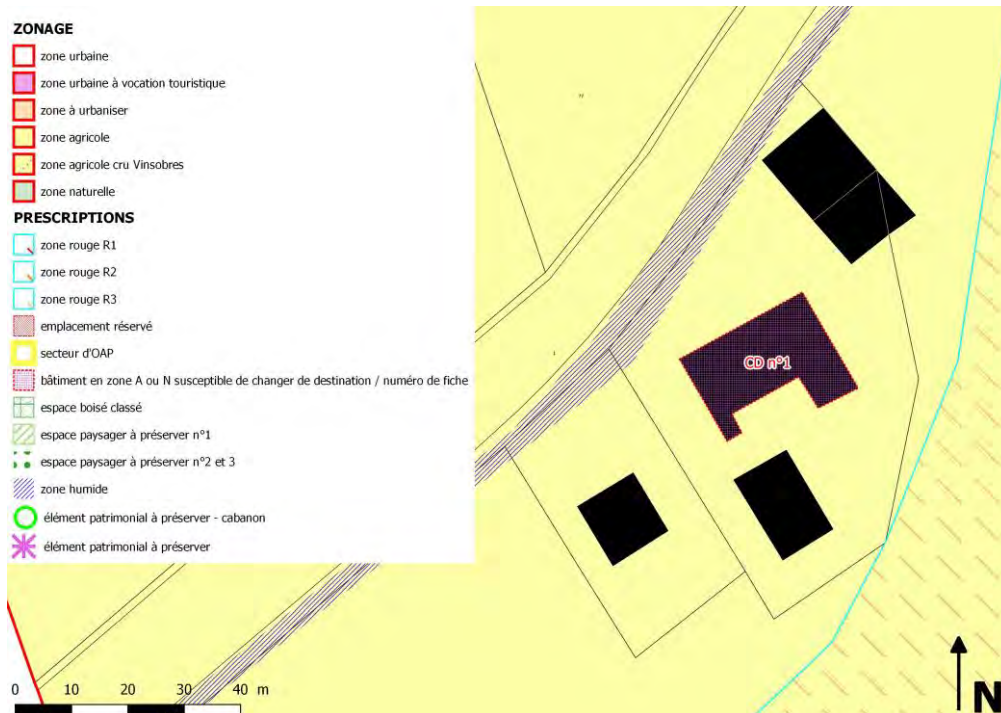 ZONAGE
zone urbaine
zone urbaine à vocation touristique
zone à urbaniser
zone agricole
zone agricole cru Vinsobres
zone naturelle
PRESCRIPTIONS
zone rouge R1
zone rouge R2
zone rouge R3
emplacement réservé
secteur d'OAP
bâtiment en zone A ou N susceptible de changer de destination / numéro de fiche
espace boisé classé
espace paysager à préserver n°1
espace paysager à préserver n°2 et 3
zone humide
élément patrimonial à préserver - cabanon
élément patrimonial à préserver
CD n°1
0 10 20 30 40 m
N